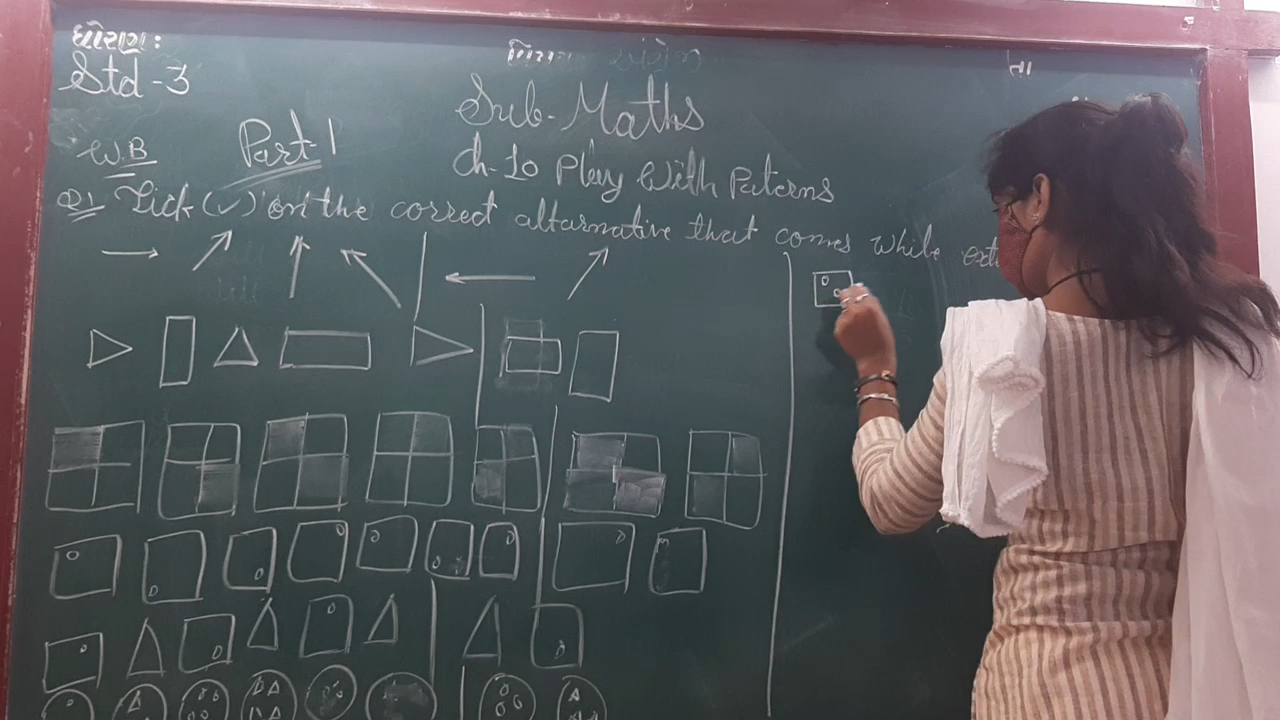 ધોરણ:
તા
Std-3
Sub-Maths
W.B Part-1
Ch-10 Play With Paterns
Q1 Tick (✓) on the correct altarnative that comes while